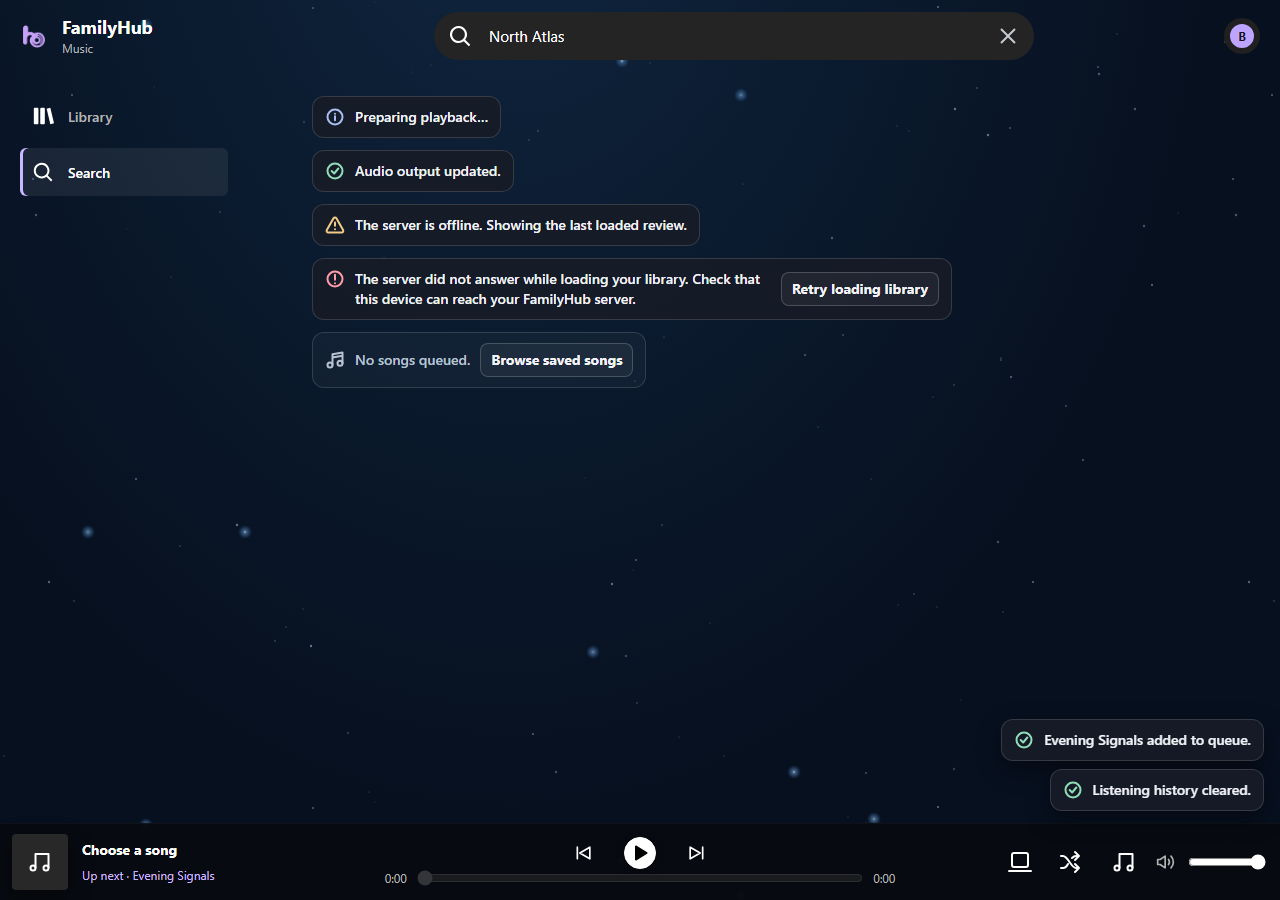 FamilyHub
Music
North Atlas
B
Library
Search
Preparing playback...
Audio output updated.
The server is offline. Showing the last loaded review.
The server did not answer while loading your library. Check that
this device can reach your FamilyHub server.
Retry loading library
No songs queued.
Browse saved songs
Evening Signals added to queue.
Listening history cleared.
Choose a song
Up next · Evening Signals
0:00
0:00